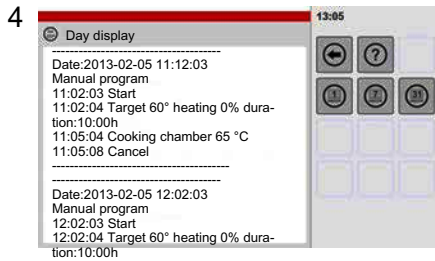 4
13:05
Day display
--------------------------------------
Date:2013-02-05 11:12:03
Manual program
11:02:03 Start
11:02:04 Target 60° heating 0% dura-
tion:10:00h
11:05:04 Cooking chamber 65 °C
11:05:08 Cancel
----------------------------------------
--------------------------------------
Date:2013-02-05 12:02:03
Manual program
12:02:03 Start
12:02:04 Target 60° heating 0% dura-
tion:10:00h
?
1
7
31